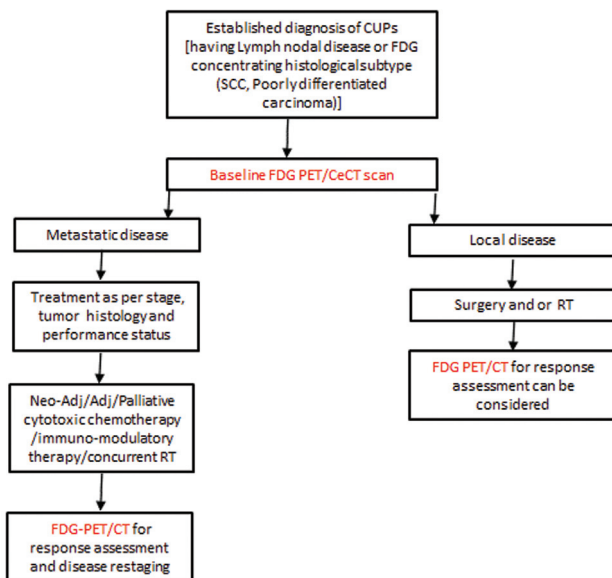 Established diagnosis of CUPs
[having Lymph nodal disease or FDG
concentrating histological subtype
(SCC, Poorly differentiated
carcinoma)]
Baseline FDG PET/CeCT scan
Metastatic disease
Treatment as per stage,
tumor histology and
performance status
Neo-Adj/Adj/Palliative
cytotoxic chemotherapy
/immuno-modulatory
therapy/concurrent RT
FDG-PET/CT for
response assessment
and disease restaging
Local disease
Surgery and or RT
FDG PET/CT for response
assessment can be
considered